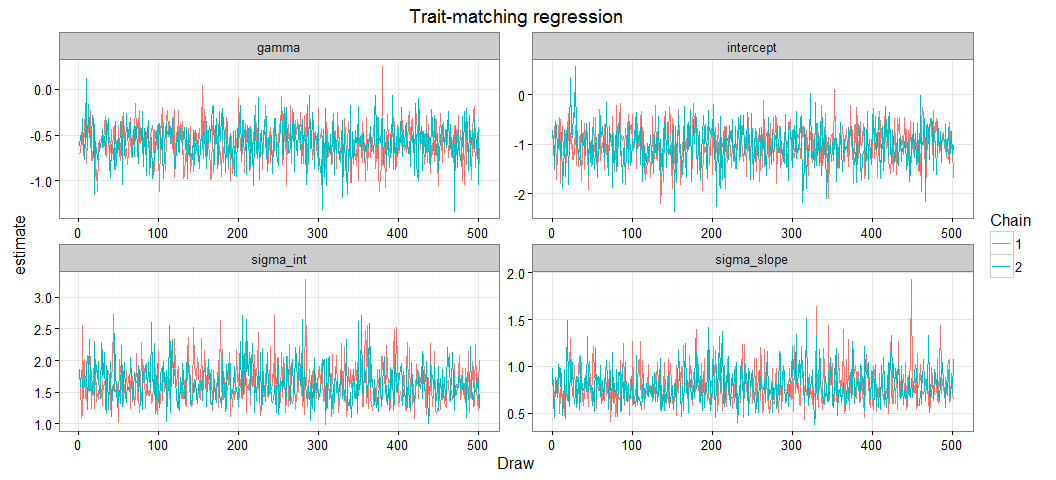 Trait-matching regression
gamma
intercept
0.0
-0.5
-1.0
0
-1
-2
0 100 200 300 400 500
0 100 200 300 400 500
sigma_int
sigma_slope
3.0
2.5
2.0
1.5
1.0
2.0
1.5
1.0
0.5
0 100 200 300 400 500
0 100 200 300 400 500
estimate
Draw
Chain
1
2